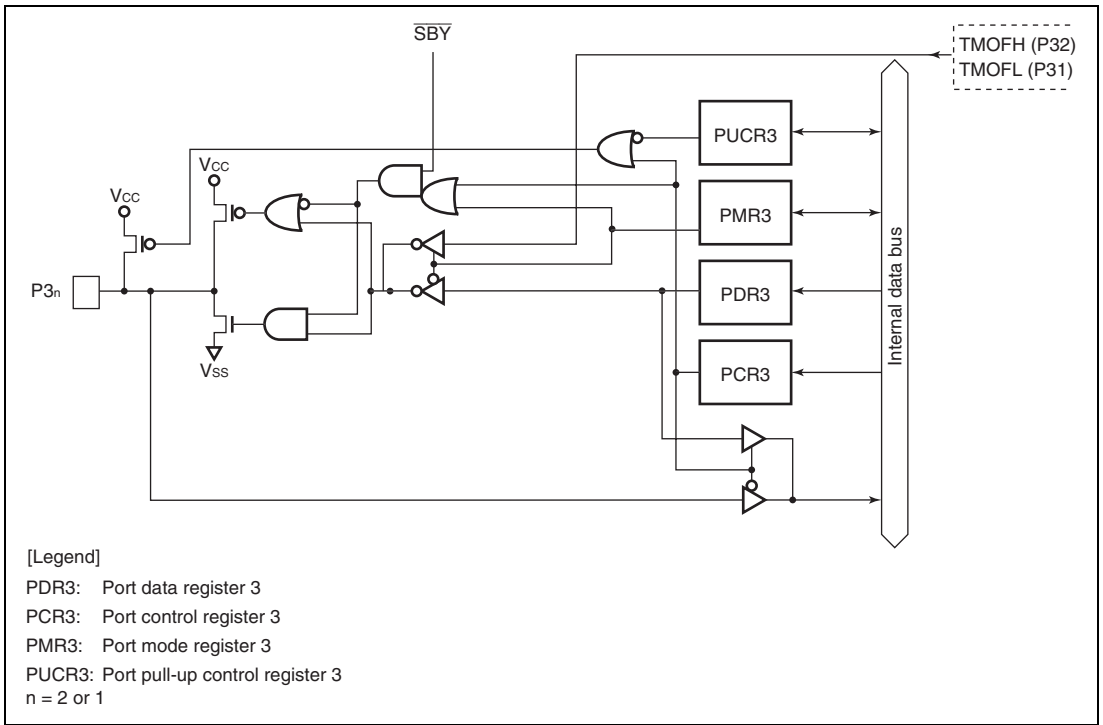 SBY
TMOFH (P32)
TMOFL (P31)
PUCR3
VCC
VCC
PMR3
P3n
PDR3
Internal data bus
VSS
PCR3
[Legend]
PDR3: Port data register 3
PCR3: Port control register 3
PMR3: Port mode register 3
PUCR3: Port pull-up control register 3
n = 2 or 1